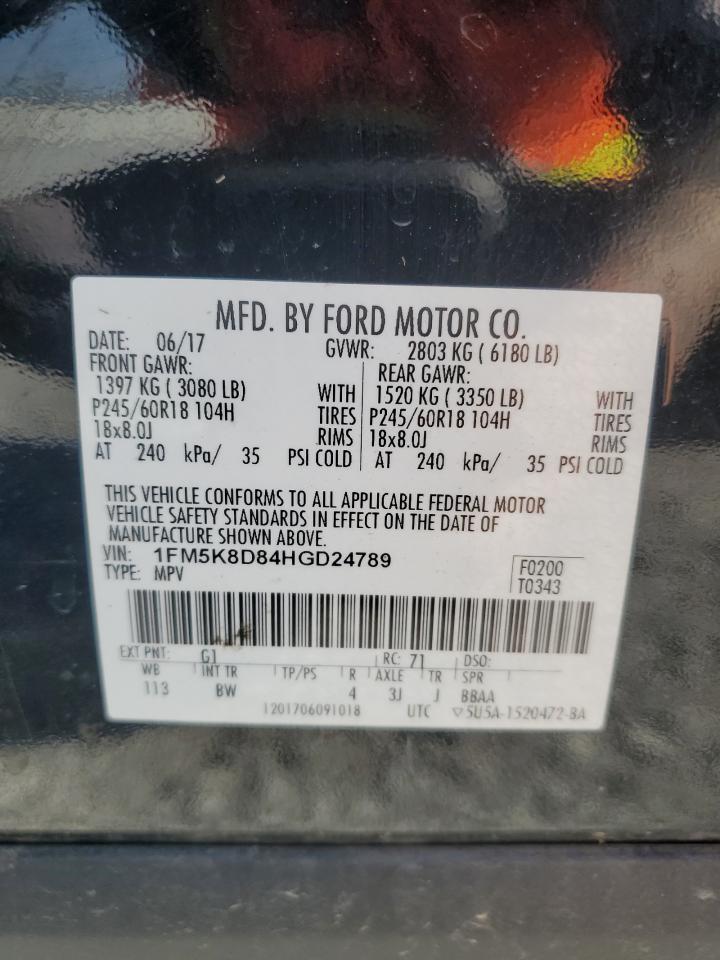 MFD. BY FORD MOTOR CO.
DATE: 06/17 GVWR: 2803 KG ( 6180 LB)
FRONT GAWR: REAR GAWR:
1397 KG ( 3080 LB) WITH 1520 KG ( 3350 LB) WITH
P245/60R18 104H TIRES P245/60R18 104H TIRES
18x8.0J RIMS 18x8.0J RIMS
AT 240 kPa/ 35 PSI COLD AT 240 kPa/ 35 PSI COLD
THIS VEHICLE CONFORMS TO ALL APPLICABLE FEDERAL MOTOR
VEHICLE SAFETY STANDARDS IN EFFECT ON THE DATE OF
MANUFACTURE SHOWN ABOVE.
VIN: 1FM5K8D84HGD24789 F0200
TYPE: MPV T0343
EXT PNT: G1 RC: 71 DSO:
WB INT TR TP/PS R AXLE TR SPR
113 BW 4 3J J BBAA
1201706091018 UTC ▽5U5A-1520472-BA